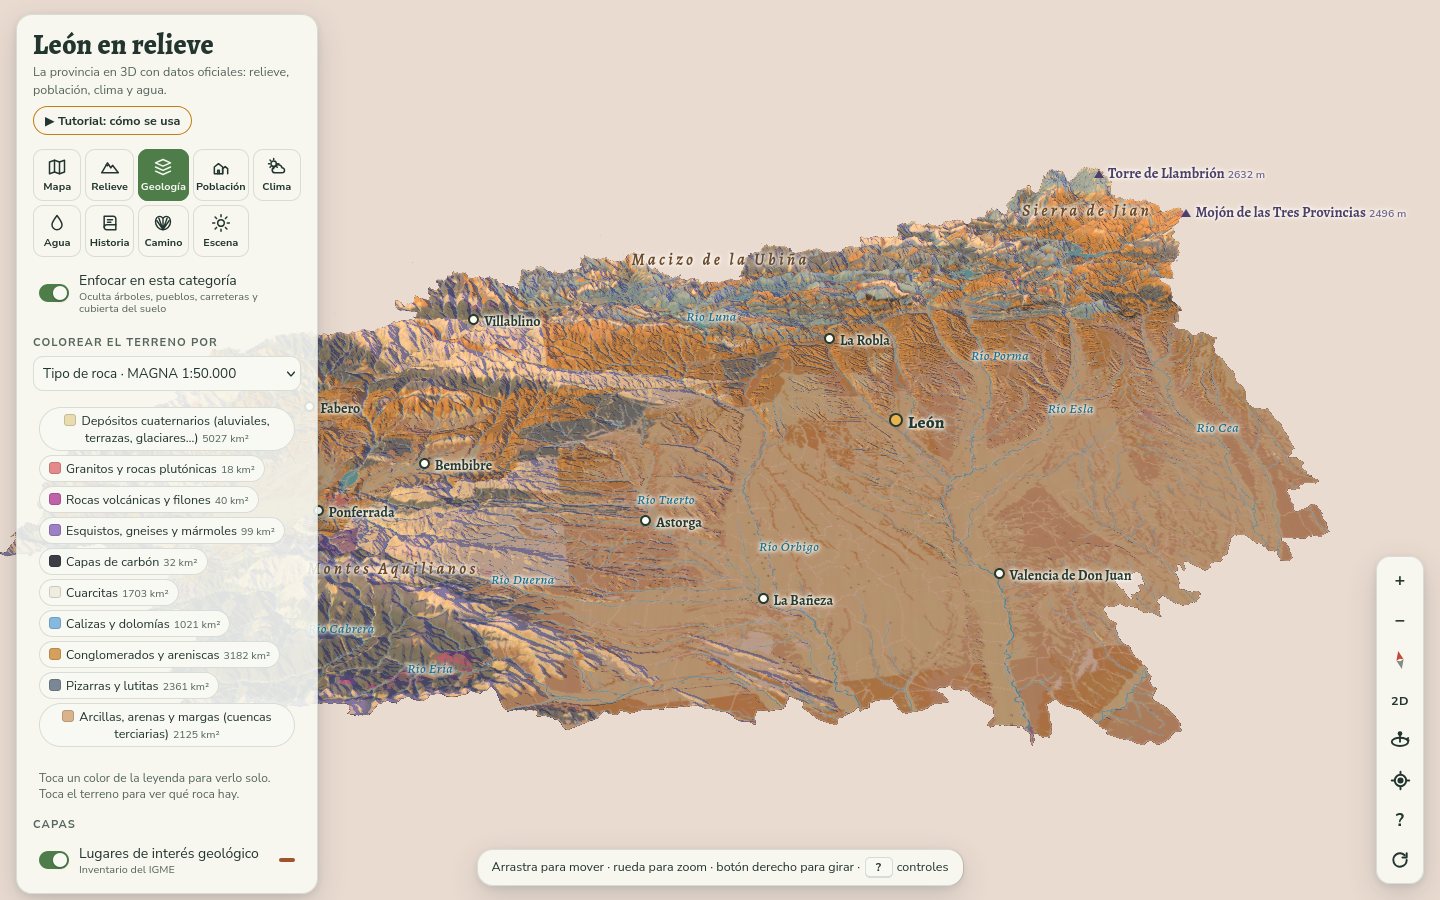 León en relieve
La provincia en 3D con datos oficiales: relieve,
población, clima y agua.
▶ Tutorial: cómo se usa
Mapa
Relieve
Geología
Población
Clima
Agua
Historia
Camino
Escena
Enfocar en esta categoría
Oculta árboles, pueblos, carreteras y
cubierta del suelo
COLOREAR EL TERRENO POR
Tipo de roca · MAGNA 1:50.000
Depósitos cuaternarios (aluviales,
terrazas, glaciares...) 5027 km²
Granitos y rocas plutónicas 18 km²
Rocas volcánicas y filones 40 km²
Esquistos, gneises y mármoles 99 km²
Capas de carbón 32 km²
Cuarcitas 1703 km²
Calizas y dolomías 1021 km²
Conglomerados y areniscas 3182 km²
Pizarras y lutitas 2361 km²
Arcillas, arenas y margas (cuencas
terciarias) 2125 km²
Toca un color de la leyenda para verlo solo.
Toca el terreno para ver qué roca hay.
CAPAS
Lugares de interés geológico
Inventario del IGME
Torre de Llambrión 2632 m
Sierra de Jian
Mojón de las Tres Provincias 2496 m
Macizo de la Ubiña
Villablino
Río Luna
La Robla
Río Porma
Fabero
Río Esla
León
Río Cea
Bembibre
Río Tuerto
Ponferrada
Astorga
Río Órbigo
Montes Aquilianos
Río Duerna
Valencia de Don Juan
La Bañeza
Río Cabrera
Río Eria
Arrastra para mover · rueda para zoom · botón derecho para girar · ? controles
+
−
2D
?